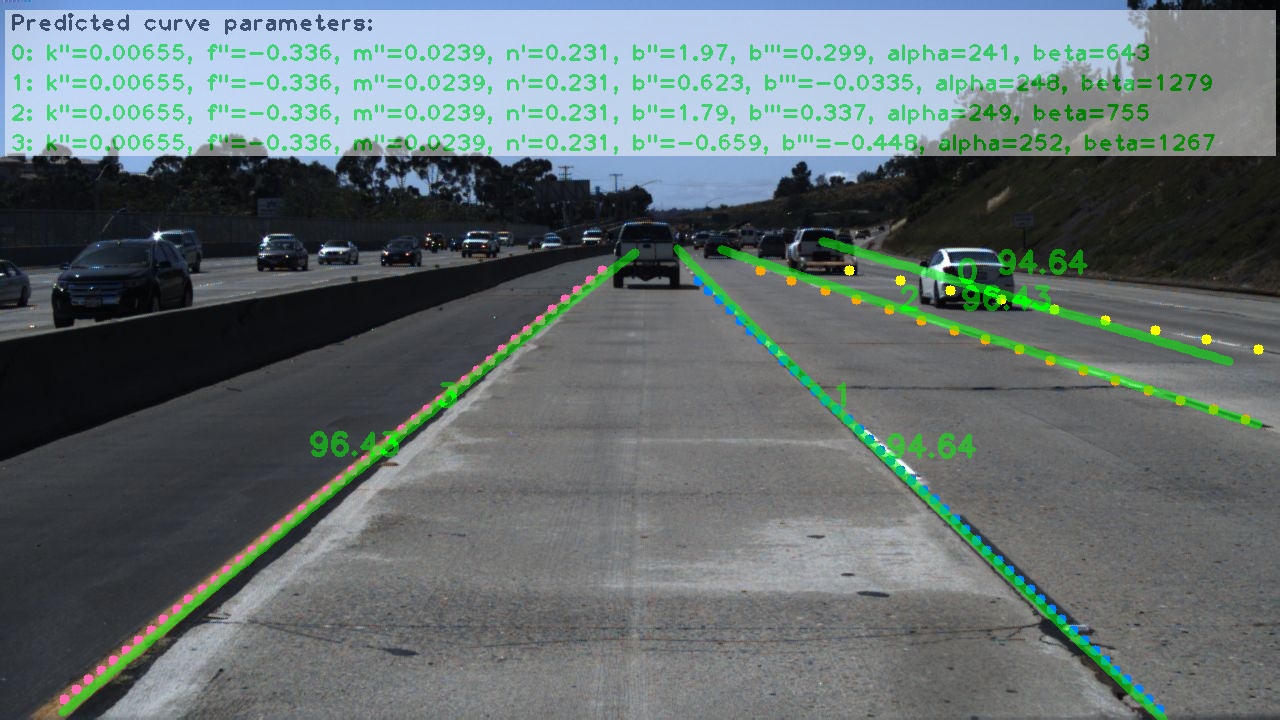 Predicted curve parameters:
0: k''=0.00655, f''=-0.336, m''=0.0239, n'=0.231, b''=1.97, b'''=0.299, alpha=241, beta=643
1: k''=0.00655, f''=-0.336, m''=0.0239, n'=0.231, b''=0.623, b'''=-0.0335, alpha=248, beta=1279
2: k''=0.00655, f''=-0.336, m''=0.0239, n'=0.231, b''=1.79, b'''=0.337, alpha=249, beta=755
3: k''=0.00655, f''=-0.336, m''=0.0239, n'=0.231, b''=-0.659, b'''=-0.448, alpha=252, beta=1267
0 94.64
2 96.43
3 1
96.43 94.64